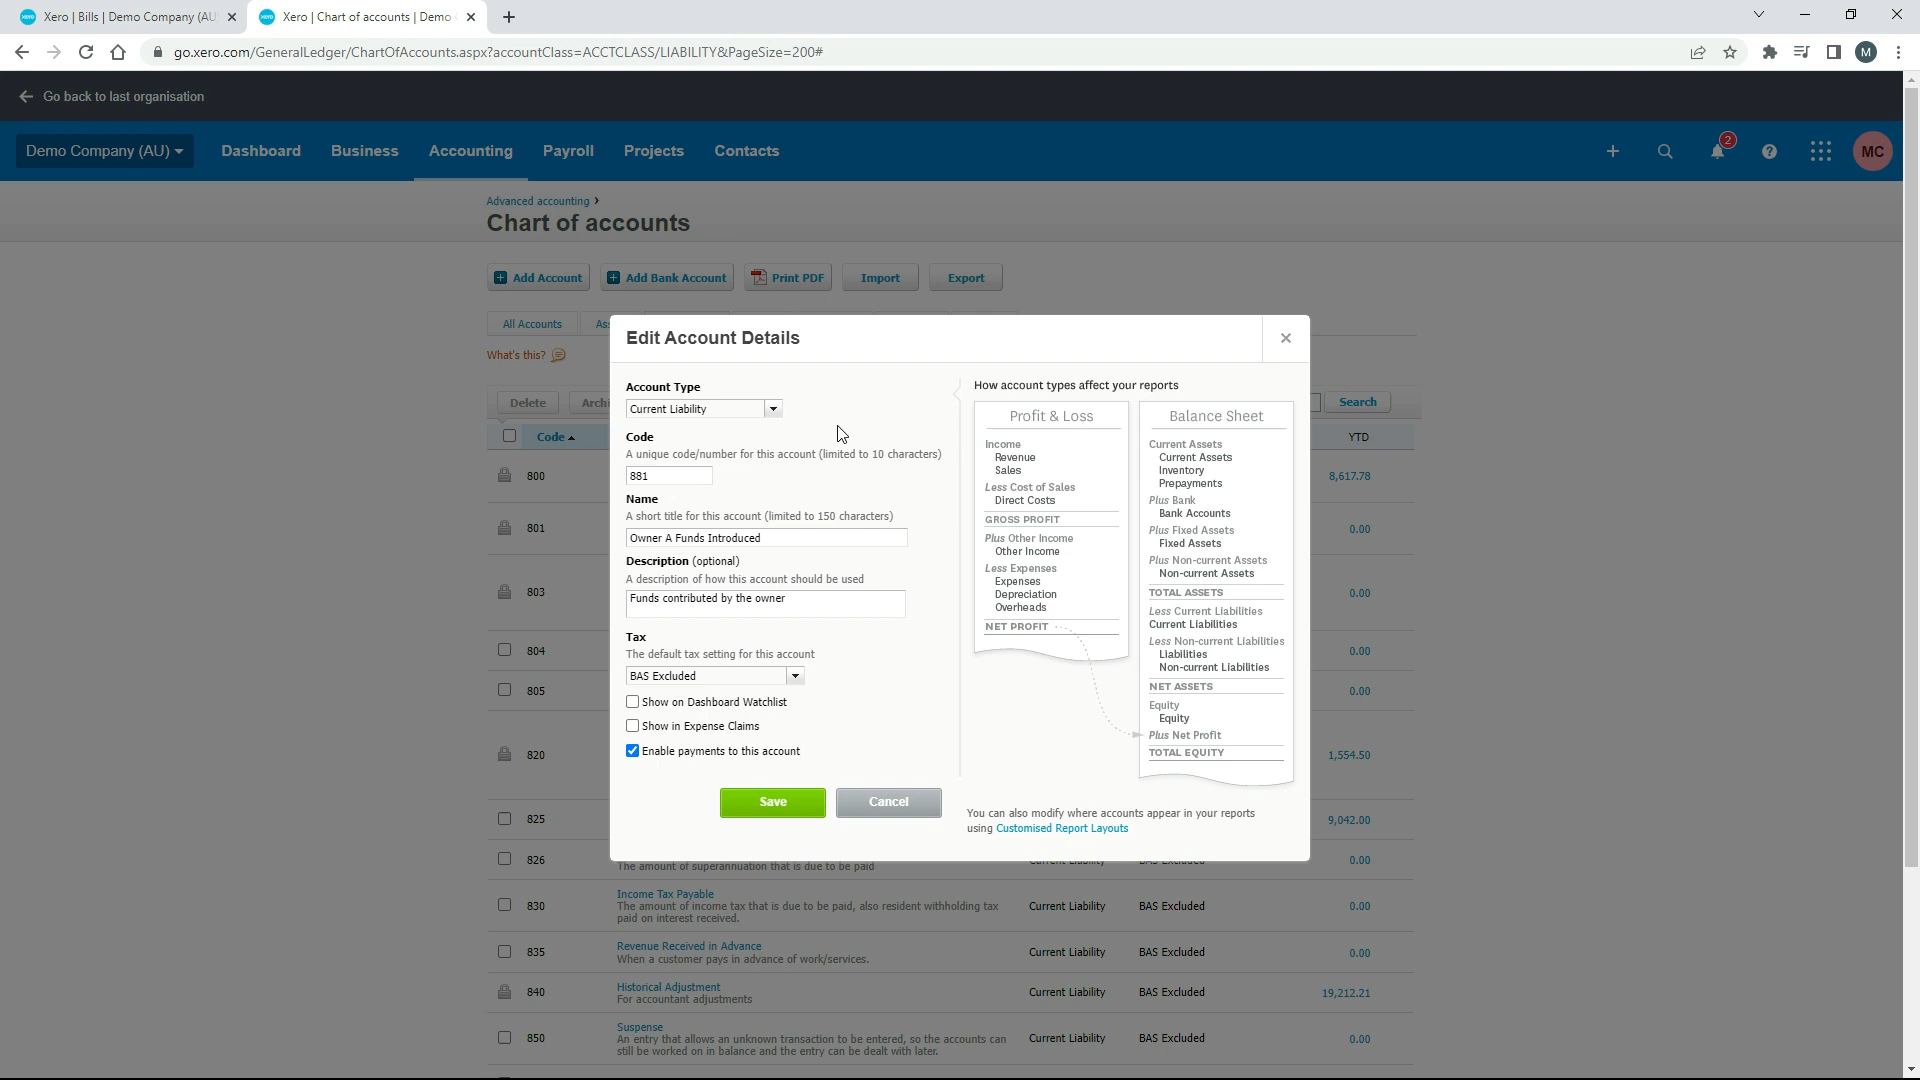 Xero | Bills | Demo Company (AU
Xero | Chart of accounts | Demo
go.xero.com/GeneralLedger/ChartOfAccounts.aspx?accountClass=ACCTCLASS/LIABILITY&PageSize=200#
M
Go back to last organisation
Demo Company (AU)
Dashboard
Business
Accounting
Payroll
Projects
Contacts
2
MC
Advanced accounting ›
Chart of accounts
Add Account
Add Bank Account
Print PDF
Import
Export
All Accounts
Ass
What's this?
Delete
Archi
Search
Code
YTD
800
8,617.78
801
0.00
803
0.00
804
0.00
805
0.00
820
1,554.50
825
9,042.00
826
The amount of superannuation that is due to be paid
Current Liability
BAS Excluded
0.00
830
Income Tax Payable
The amount of income tax that is due to be paid, also resident withholding tax
paid on interest received.
Current Liability
BAS Excluded
0.00
835
Revenue Received in Advance
When a customer pays in advance of work/services.
Current Liability
BAS Excluded
0.00
840
Historical Adjustment
For accountant adjustments
Current Liability
BAS Excluded
19,212.21
850
Suspense
An entry that allows an unknown transaction to be entered, so the accounts can
still be worked on in balance and the entry can be dealt with later.
Current Liability
BAS Excluded
0.00
Edit Account Details
Account Type
Current Liability
Code
A unique code/number for this account (limited to 10 characters)
881
Name
A short title for this account (limited to 150 characters)
Owner A Funds Introduced
Description (optional)
A description of how this account should be used
Funds contributed by the owner
Tax
The default tax setting for this account
BAS Excluded
Show on Dashboard Watchlist
Show in Expense Claims
Enable payments to this account
Save
Cancel
How account types affect your reports
Profit & Loss
Income
Revenue
Sales
Less Cost of Sales
Direct Costs
GROSS PROFIT
Plus Other Income
Other Income
Less Expenses
Expenses
Depreciation
Overheads
NET PROFIT
Balance Sheet
Current Assets
Current Assets
Inventory
Prepayments
Plus Bank
Bank Accounts
Plus Fixed Assets
Fixed Assets
Plus Non-current Assets
Non-current Assets
TOTAL ASSETS
Less Current Liabilities
Current Liabilities
Less Non-current Liabilities
Liabilities
Non-current Liabilities
NET ASSETS
Equity
Equity
Plus Net Profit
TOTAL EQUITY
You can also modify where accounts appear in your reports
using Customised Report Layouts